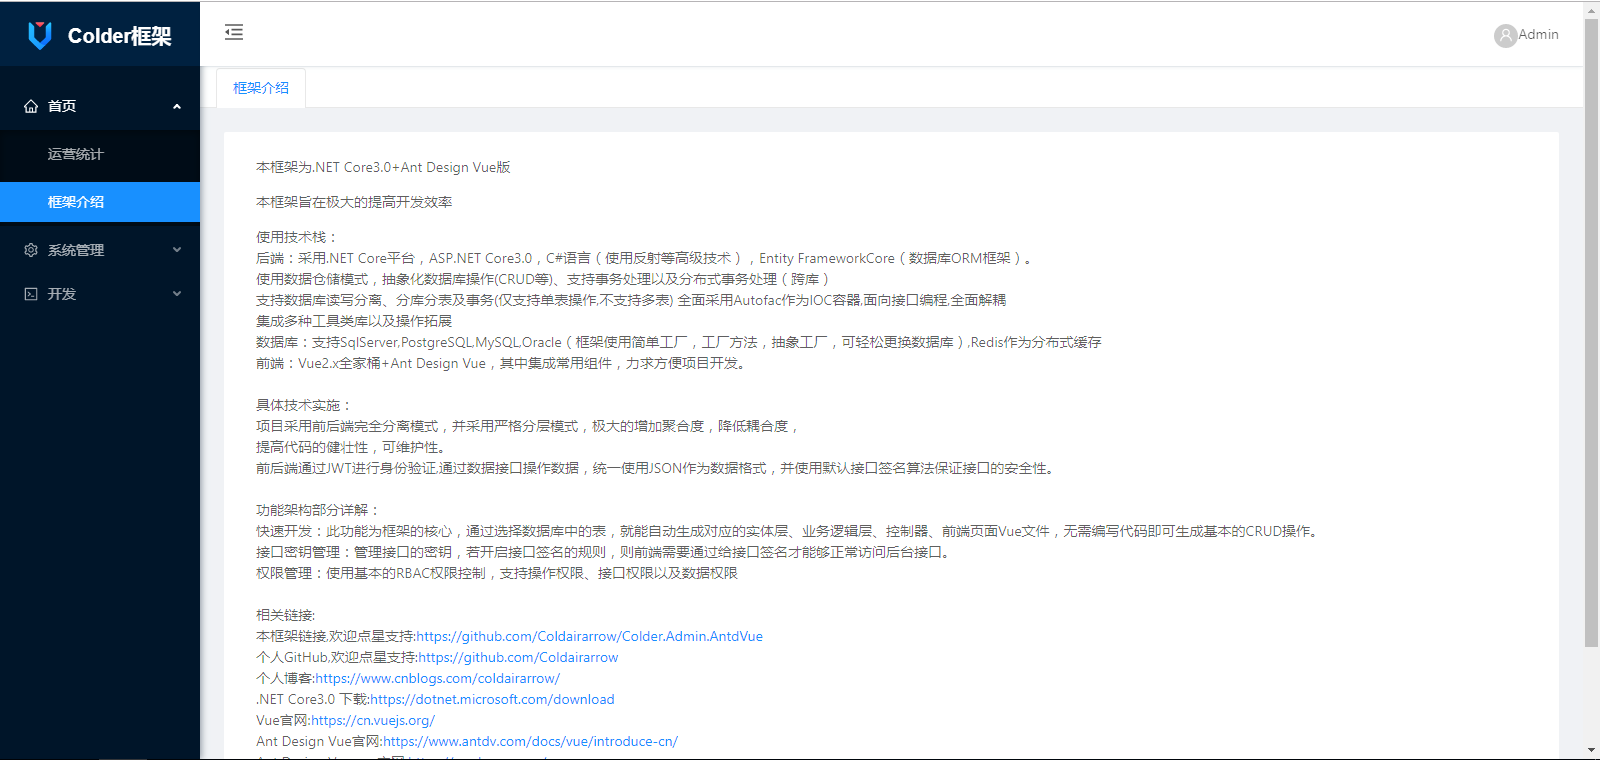 Colder框架
Admin
首页
运营统计
框架介绍
系统管理
开发
框架介绍
本框架为.NET Core3.0+Ant Design Vue版
本框架旨在极大的提高开发效率
使用技术栈：
后端：采用.NET Core平台，ASP.NET Core3.0，C#语言（使用反射等高级技术），Entity FrameworkCore（数据库ORM框架）。
使用数据仓储模式，抽象化数据库操作(CRUD等)、支持事务处理以及分布式事务处理（跨库）
支持数据库读写分离、分库分表及事务(仅支持单表操作,不支持多表) 全面采用Autofac作为IOC容器,面向接口编程,全面解耦
集成多种工具类库以及操作拓展
数据库：支持SqlServer,PostgreSQL,MySQL,Oracle（框架使用简单工厂，工厂方法，抽象工厂，可轻松更换数据库）,Redis作为分布式缓存
前端：Vue2.x全家桶+Ant Design Vue，其中集成常用组件，力求方便项目开发。
具体技术实施：
项目采用前后端完全分离模式，并采用严格分层模式，极大的增加聚合度，降低耦合度，
提高代码的健壮性，可维护性。
前后端通过JWT进行身份验证,通过数据接口操作数据，统一使用JSON作为数据格式，并使用默认接口签名算法保证接口的安全性。
功能架构部分详解：
快速开发：此功能为框架的核心，通过选择数据库中的表，就能自动生成对应的实体层、业务逻辑层、控制器、前端页面Vue文件，无需编写代码即可生成基本的CRUD操作。
接口密钥管理：管理接口的密钥，若开启接口签名的规则，则前端需要通过给接口签名才能够正常访问后台接口。
权限管理：使用基本的RBAC权限控制，支持操作权限、接口权限以及数据权限
相关链接:
本框架链接,欢迎点星支持:https://github.com/Coldairarrow/Colder.Admin.AntdVue
个人GitHub,欢迎点星支持:https://github.com/Coldairarrow
个人博客:https://www.cnblogs.com/coldairarrow/
.NET Core3.0 下载:https://dotnet.microsoft.com/download
Vue官网:https://cn.vuejs.org/
Ant Design Vue官网:https://www.antdv.com/docs/vue/introduce-cn/